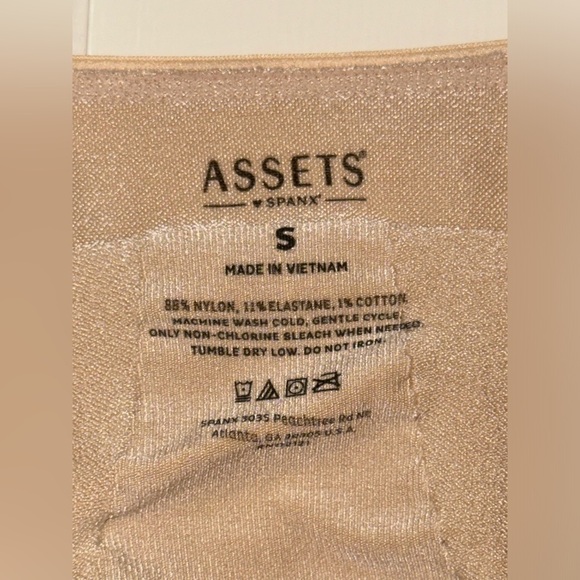 ASSETS®
♥ SPANX®
S
MADE IN VIETNAM
88% NYLON, 11% ELASTANE, 1% COTTON.
MACHINE WASH COLD, GENTLE CYCLE,
ONLY NON-CHLORINE BLEACH WHEN NEEDED.
TUMBLE DRY LOW. DO NOT IRON.
SPANX 3035 Peachtree Rd NE
Atlanta, GA 30305 U.S.A.